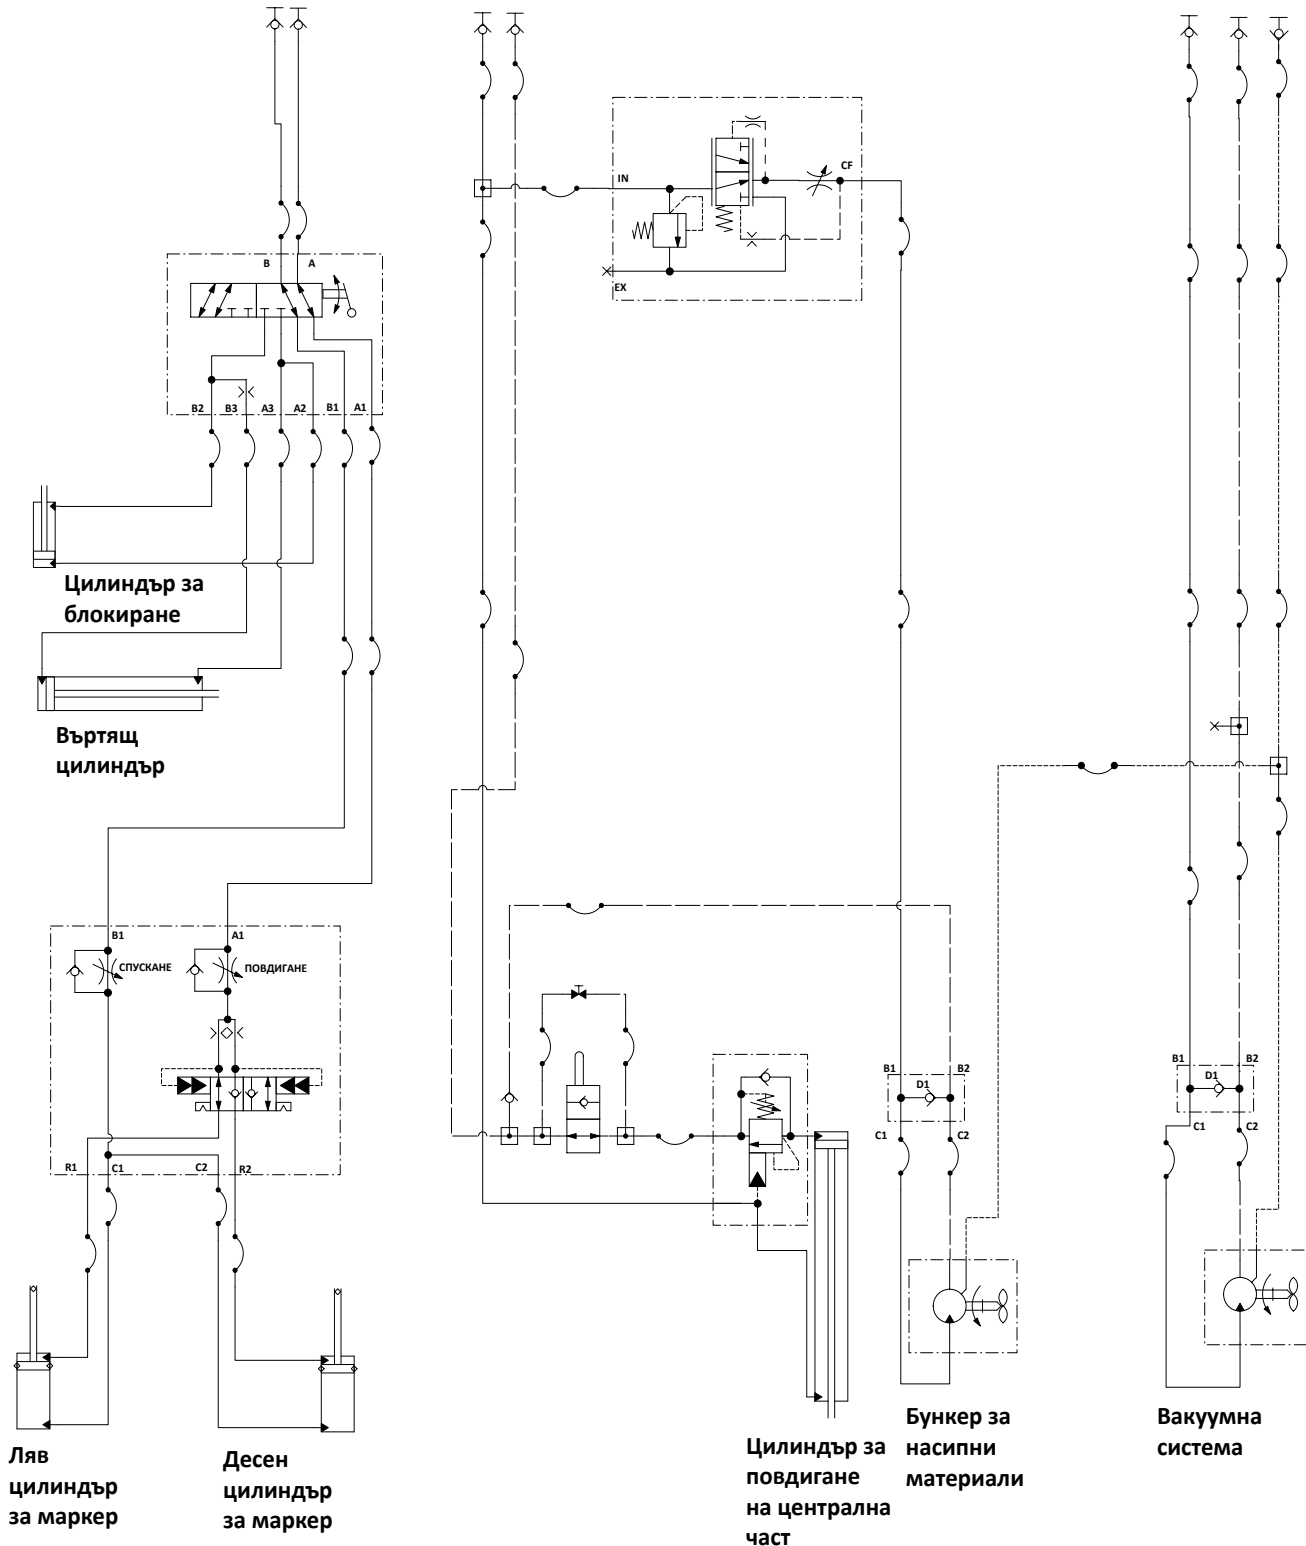 IN
CF
EX
B A
B2 B3 A3 A2 B1 A1
Цилиндър за
блокиране
Въртящ
цилиндър
B1 A1
СПУСКАНЕ ПОВДИГАНЕ
R1 C1 C2 R2
B1 B2
D1
C1 C2
B1 B2
D1
C1 C2
Ляв
цилиндър
за маркер
Десен
цилиндър
за маркер
Цилиндър за
повдигане
на централна
част
Бункер за
насипни
материали
Вакуумна
система